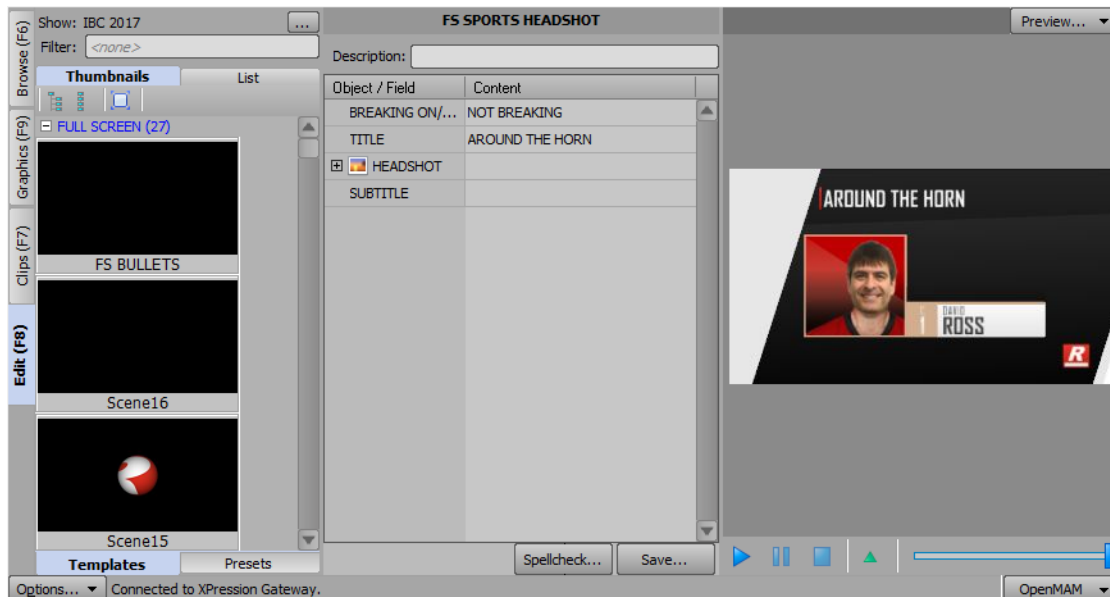 Show: IBC 2017
...
FS SPORTS HEADSHOT
Preview...
Filter: <none>
Description:
Thumbnails
List
Browse (F6)
Graphics (F9)
Clips (F7)
Edit (F8)
Object / Field
Content
FULL SCREEN (27)
BREAKING ON/...
NOT BREAKING
TITLE
AROUND THE HORN
HEADSHOT
SUBTITLE
AROUND THE HORN
1
DAVID
ROSS
R
FS BULLETS
Scene16
Scene15
Templates
Presets
Spellcheck...
Save...
Options...
Connected to XPression Gateway.
OpenMAM